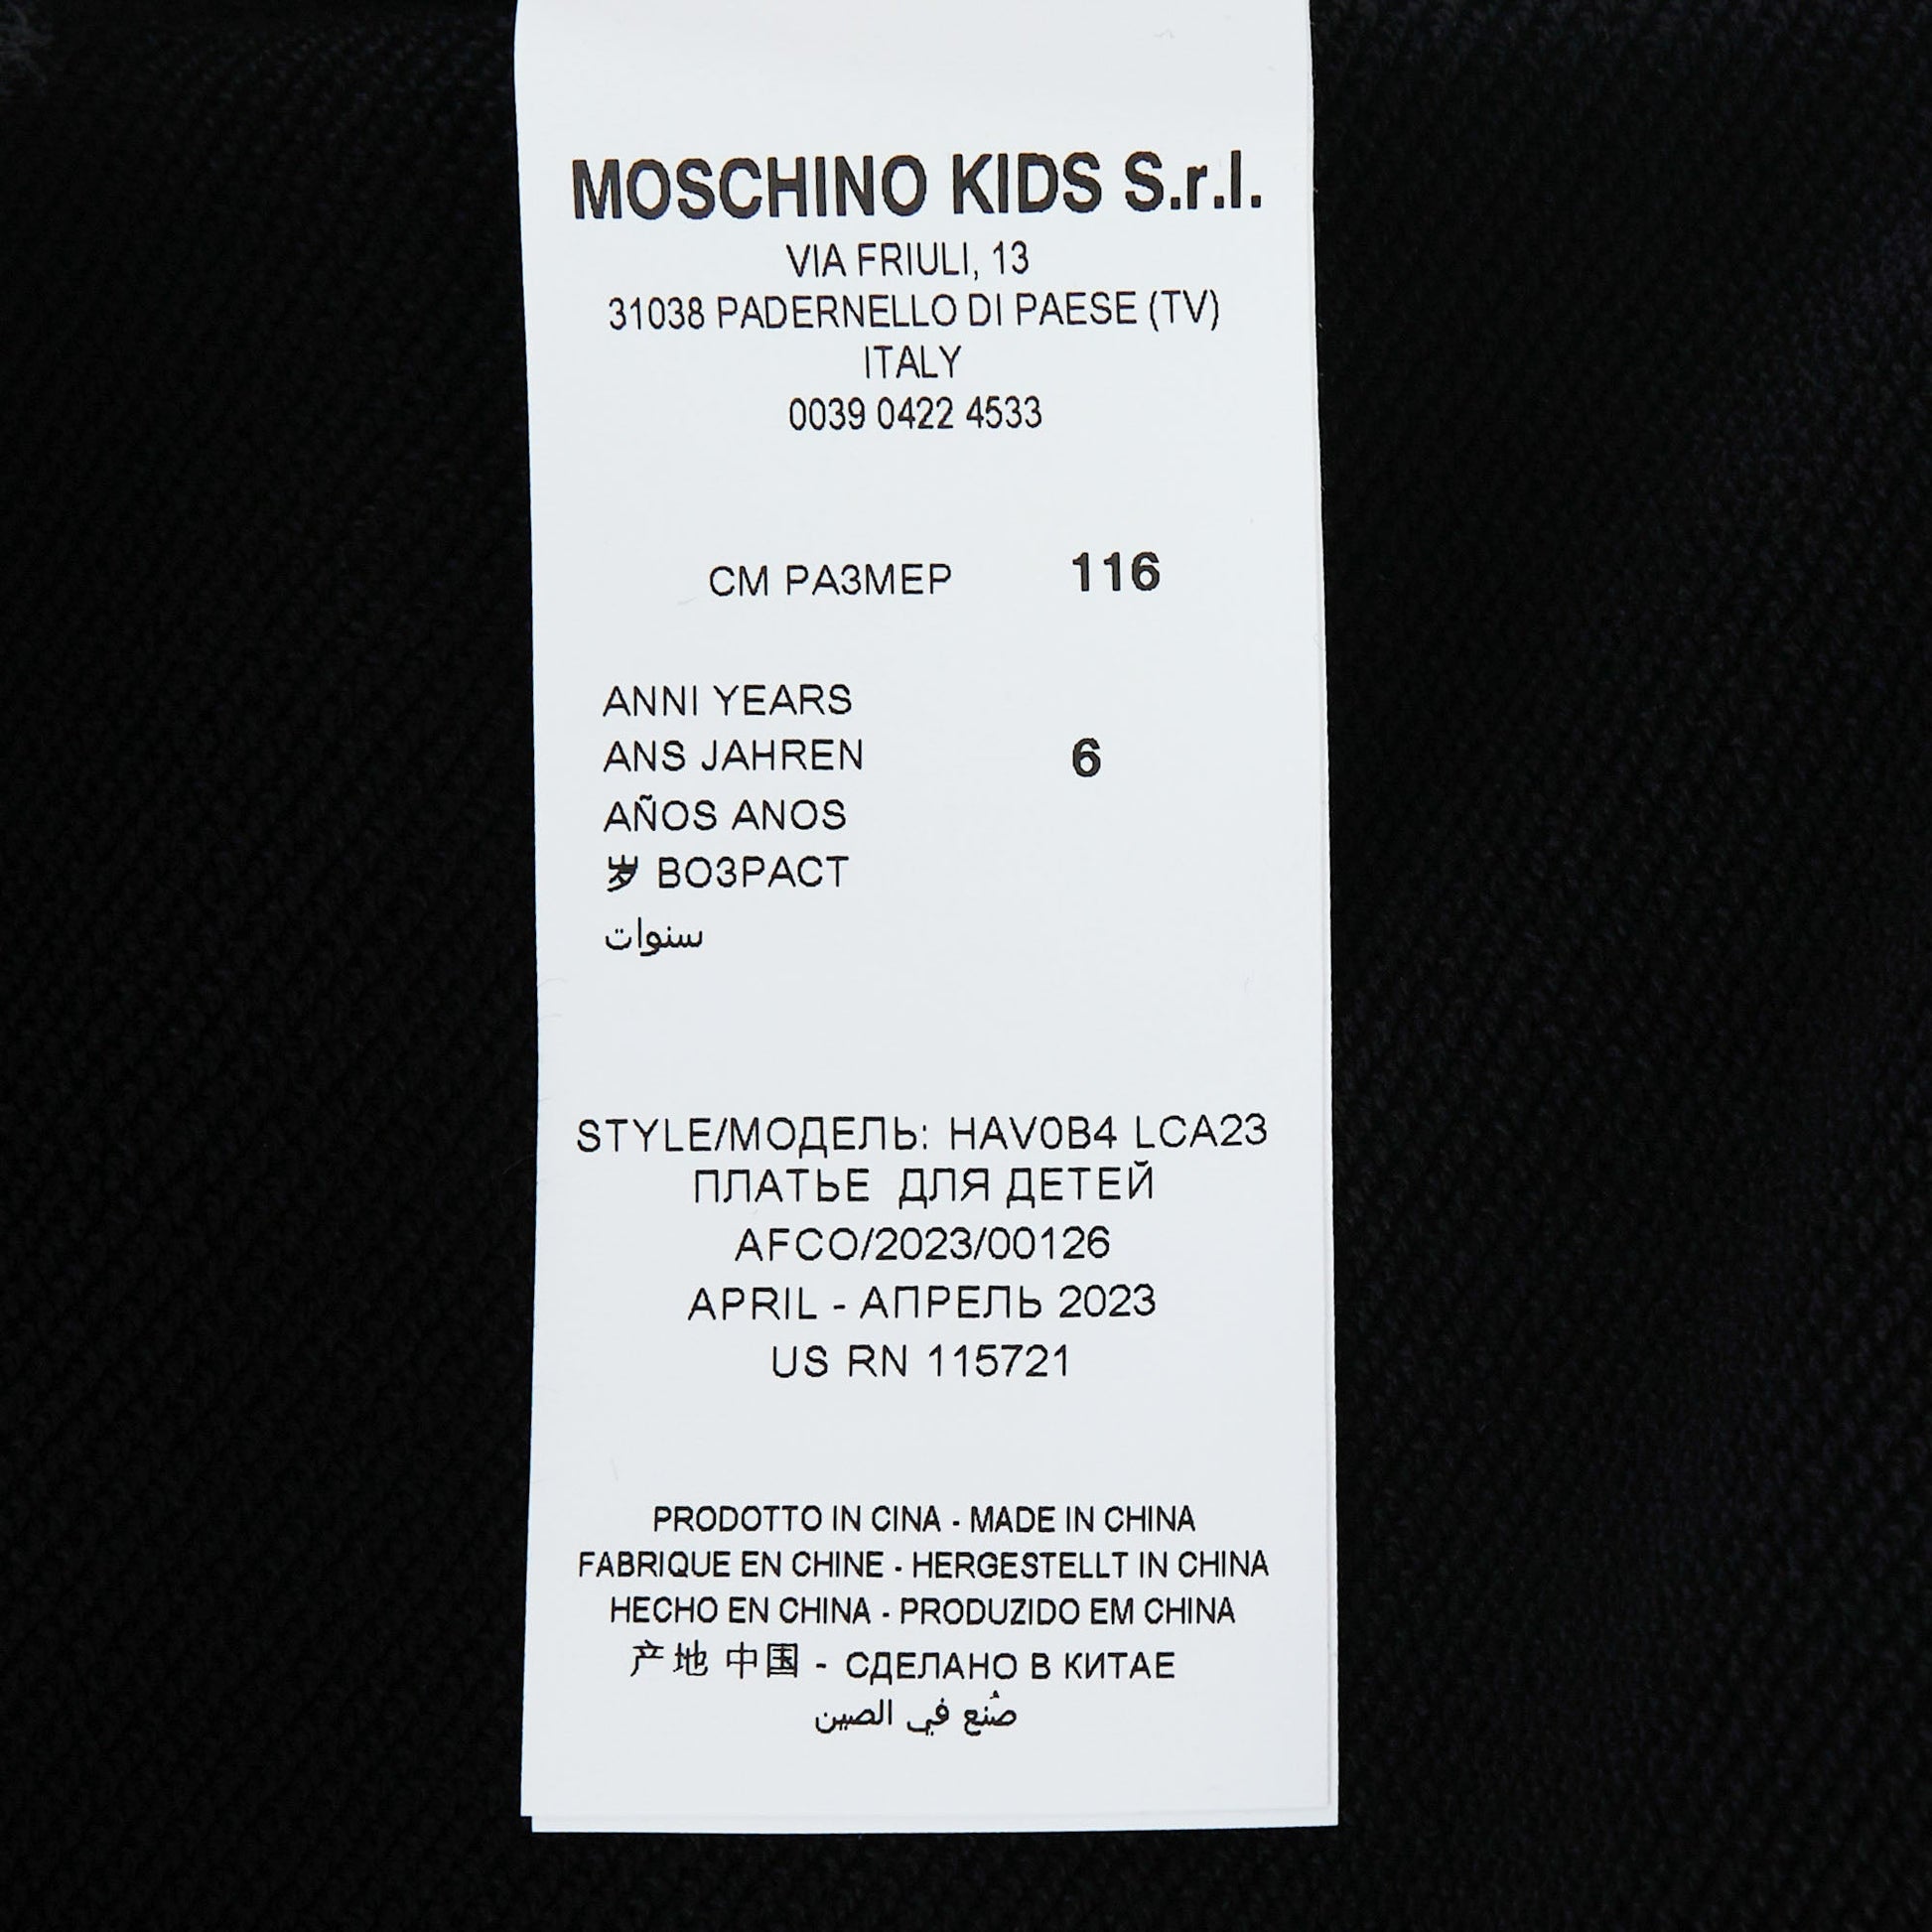 MOSCHINO KIDS S.r.l.
VIA FRIULI, 13
31038 PADERNELLO DI PAESE (TV)
ITALY
0039 0422 4533
СМ РАЗМЕР 116
ANNI YEARS
ANS JAHREN 6
AÑOS ANOS
岁 ВОЗРАСТ
سنوات
STYLE/МОДЕЛЬ: HAV0B4 LCA23
ПЛАТЬЕ ДЛЯ ДЕТЕЙ
AFCO/2023/00126
APRIL - АПРЕЛЬ 2023
US RN 115721
PRODOTTO IN CINA - MADE IN CHINA
FABRIQUE EN CHINE - HERGESTELLT IN CHINA
HECHO EN CHINA - PRODUZIDO EM CHINA
产地 中国 - СДЕЛАНО В КИТАЕ
صُنع في الصين